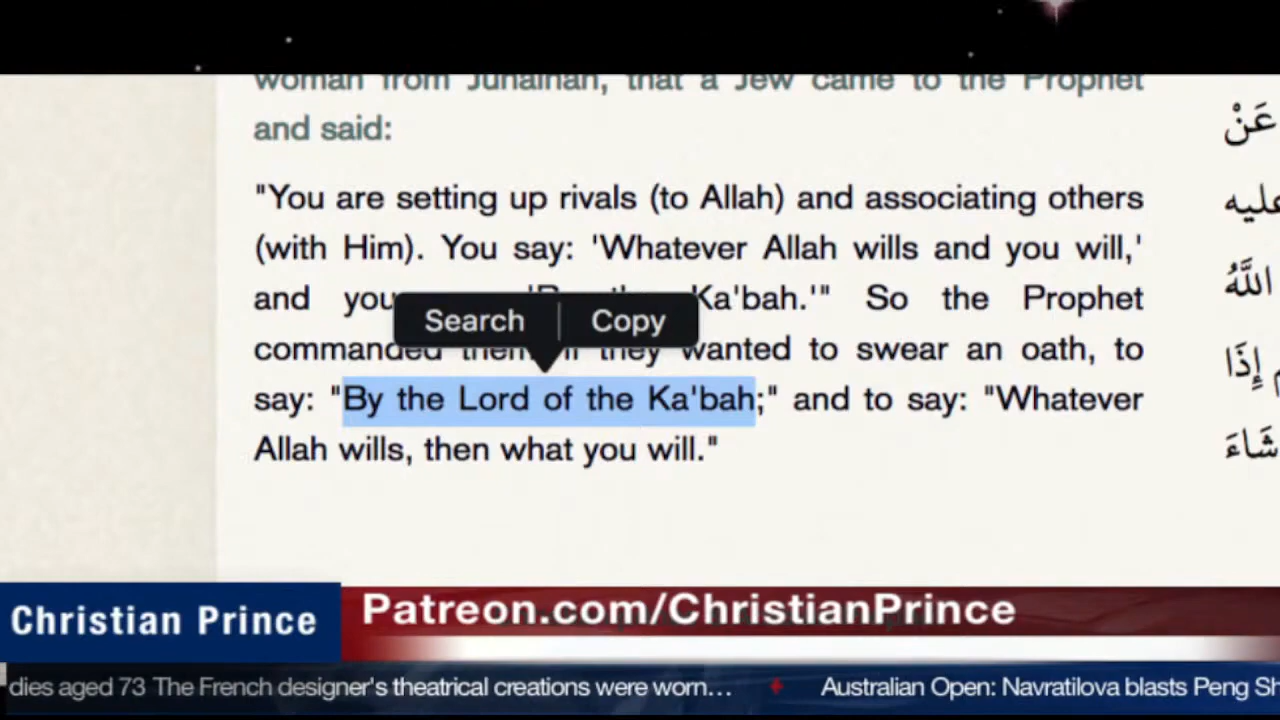 woman from Juhainah, that a Jew came to the Prophet
and said:
"You are setting up rivals (to Allah) and associating others
(with Him). You say: 'Whatever Allah wills and you will,'
and you Ka'bah.'" So the Prophet
Search Copy
commanded them, if they wanted to swear an oath, to
say: "By the Lord of the Ka'bah;" and to say: "Whatever
Allah wills, then what you will."
عَنْ
عليه
اللَّهُ
إِذَا
شَاءَ
Christian Prince
Patreon.com/ChristianPrince
dies aged 73 The French designer's theatrical creations were worn... Australian Open: Navratilova blasts Peng Sh